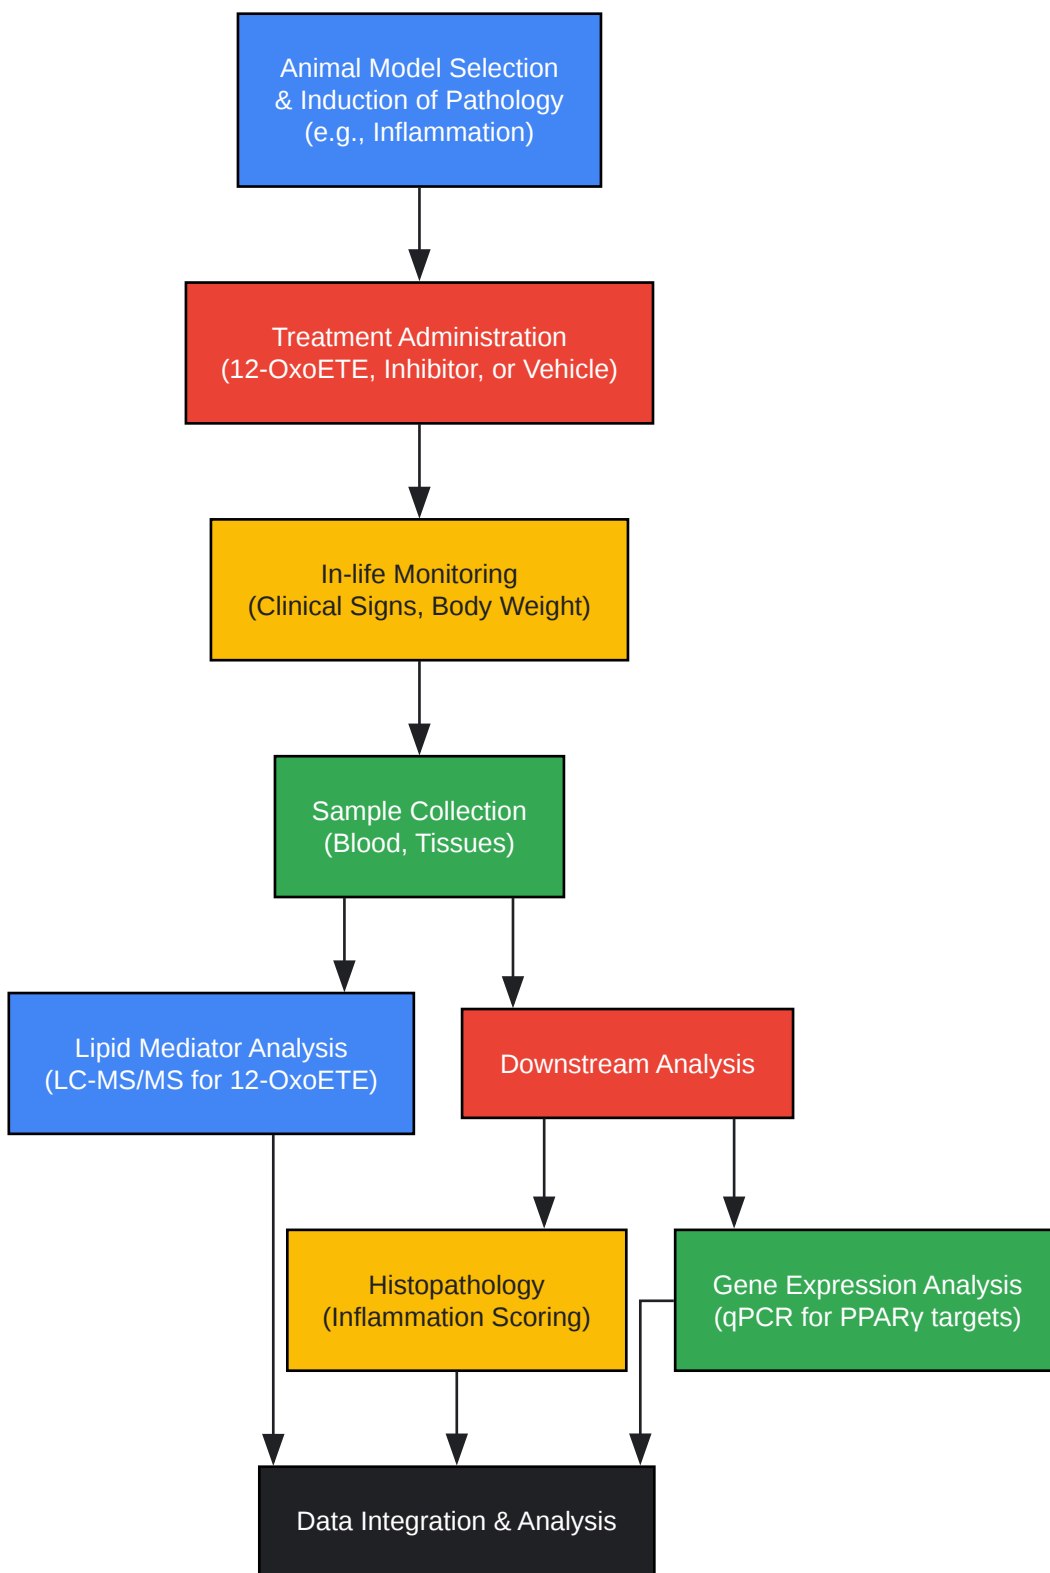 Animal Model Selection
& Induction of Pathology
(e.g., Inflammation)
Treatment Administration
(12-OxoETE, Inhibitor, or Vehicle)
In-life Monitoring
(Clinical Signs, Body Weight)
Sample Collection
(Blood, Tissues)
Lipid Mediator Analysis
(LC-MS/MS for 12-OxoETE)
Downstream Analysis
Histopathology
(Inflammation Scoring)
Gene Expression Analysis
(qPCR for PPARγ targets)
Data Integration & Analysis